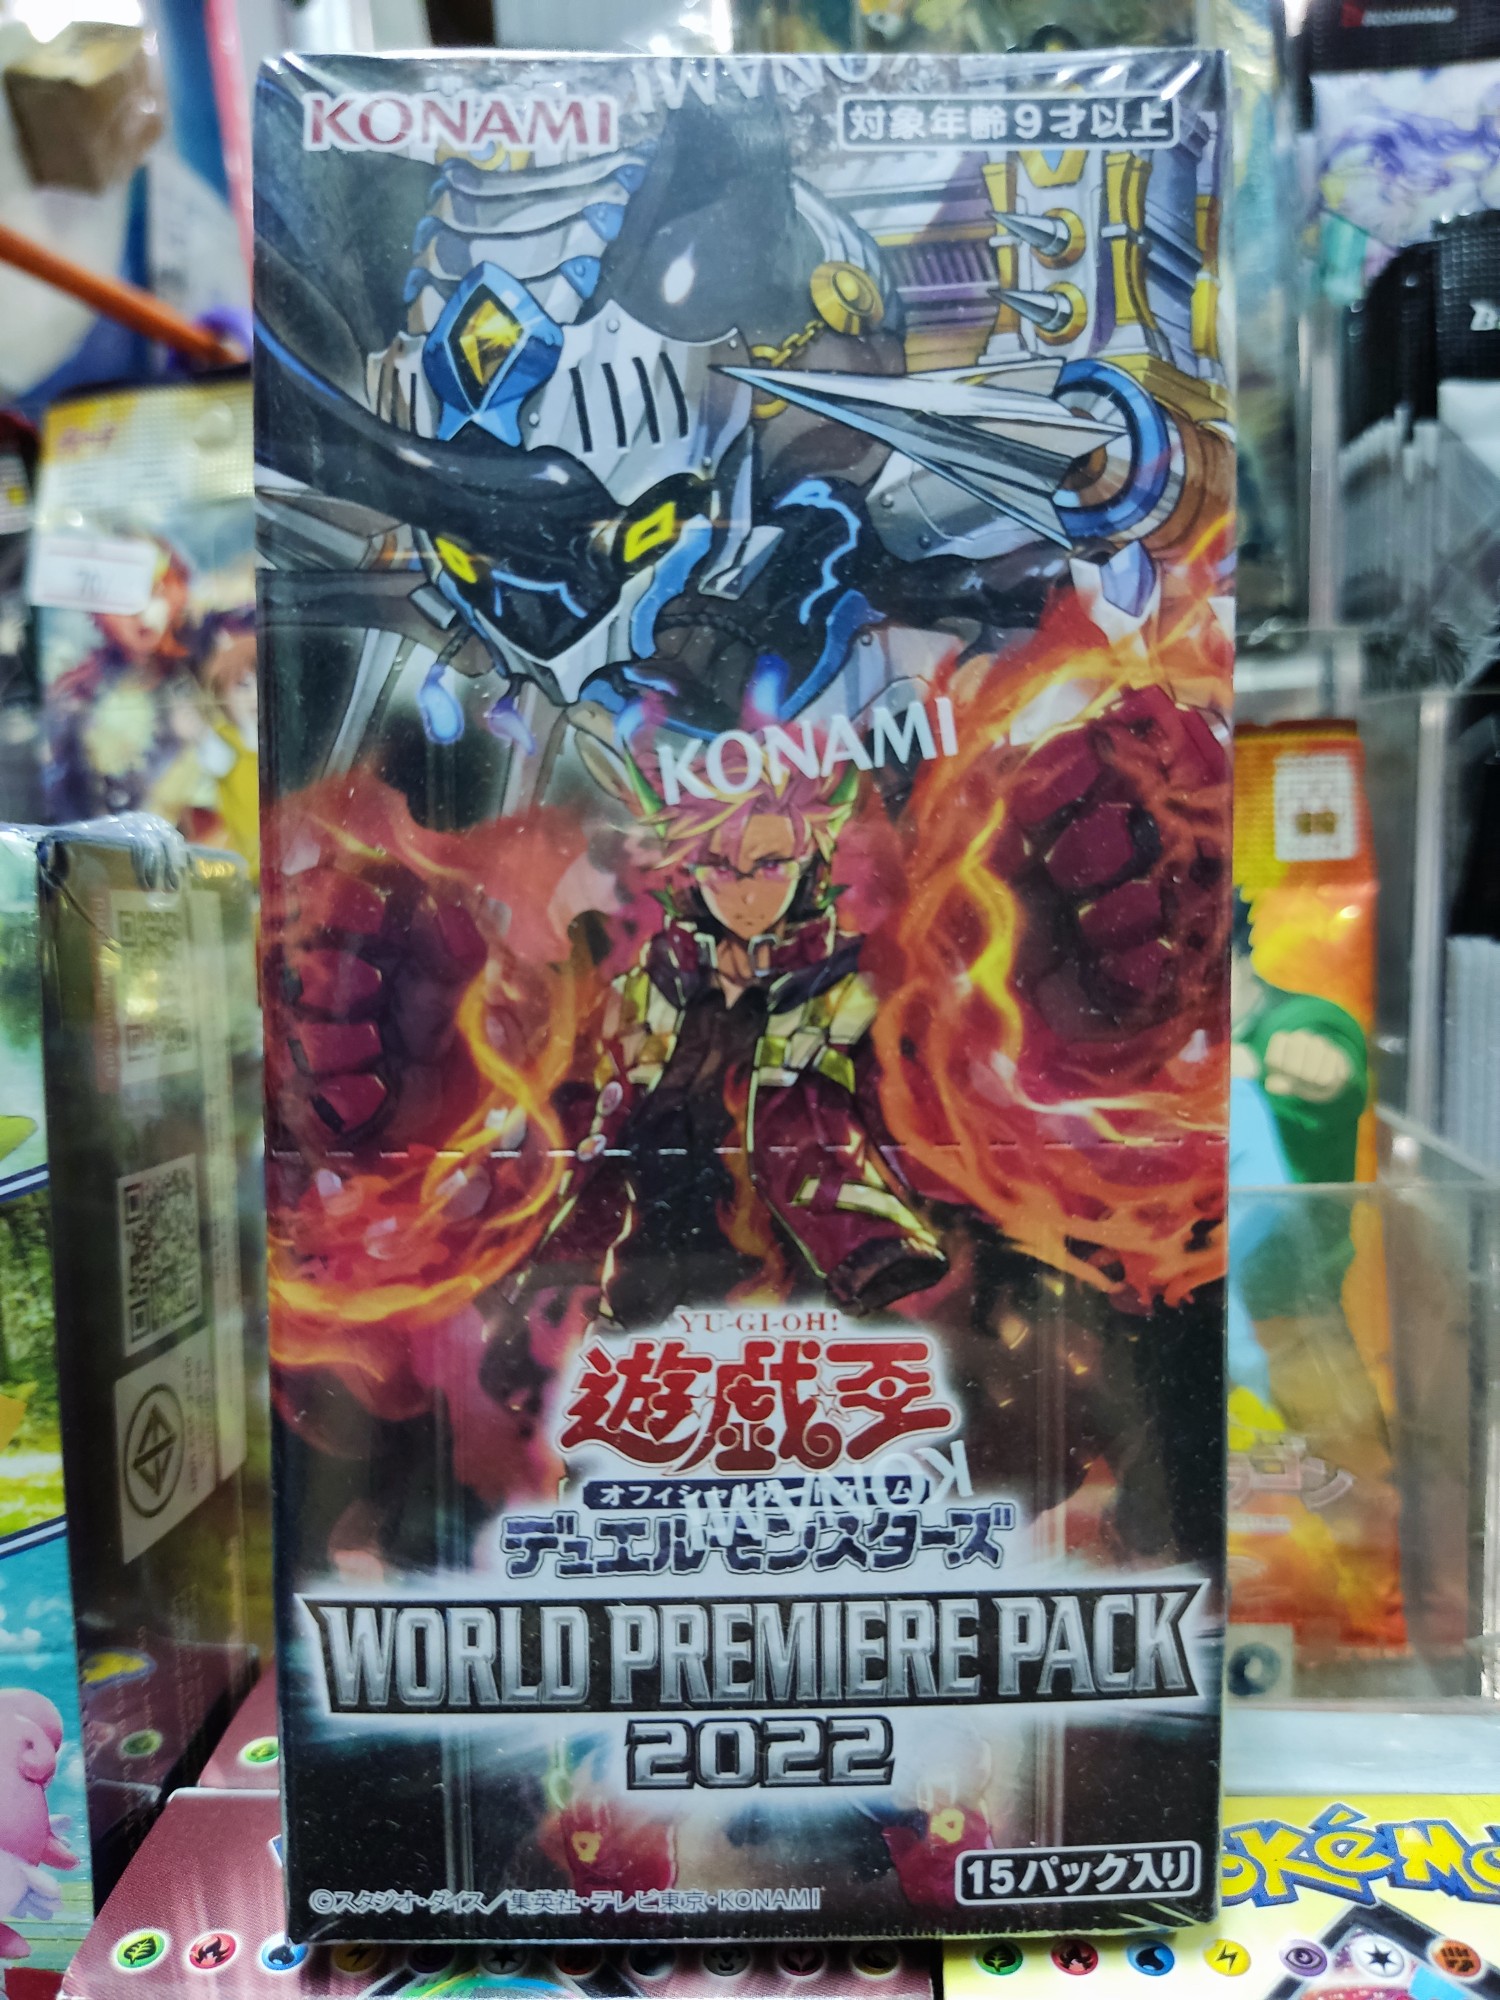 KONAMI
KONAMI
対象年齢9才以上
KONAMI
YU-GI-OH!
遊戯王
オフィシャルカードゲーム
KONAMI
デュエルモンスターズ
WORLD PREMIERE PACK
2022
15パック入り
©スタジオ・ダイス／集英社・テレビ東京・KONAMI